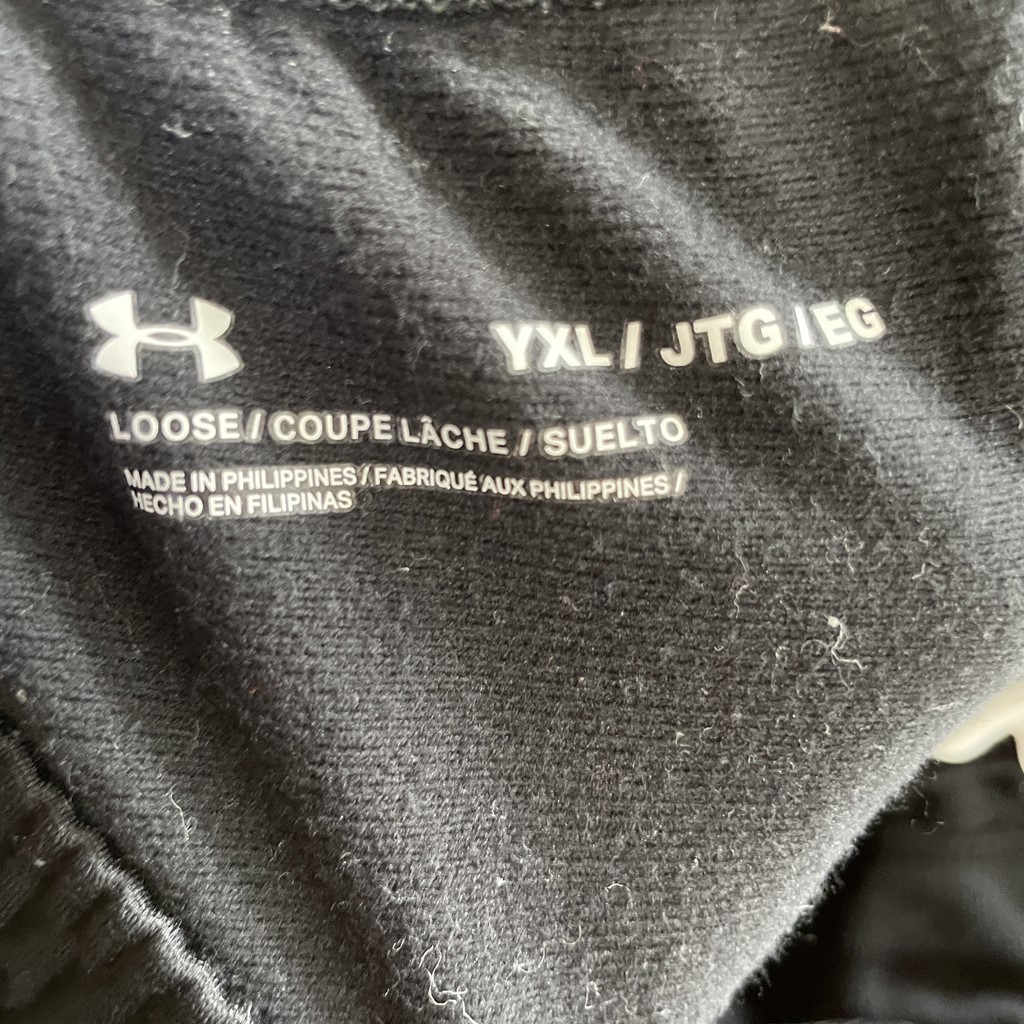 YXL / JTG / EG
LOOSE / COUPE LÂCHE / SUELTO
MADE IN PHILIPPINES / FABRIQUÉ AUX PHILIPPINES /
HECHO EN FILIPINAS